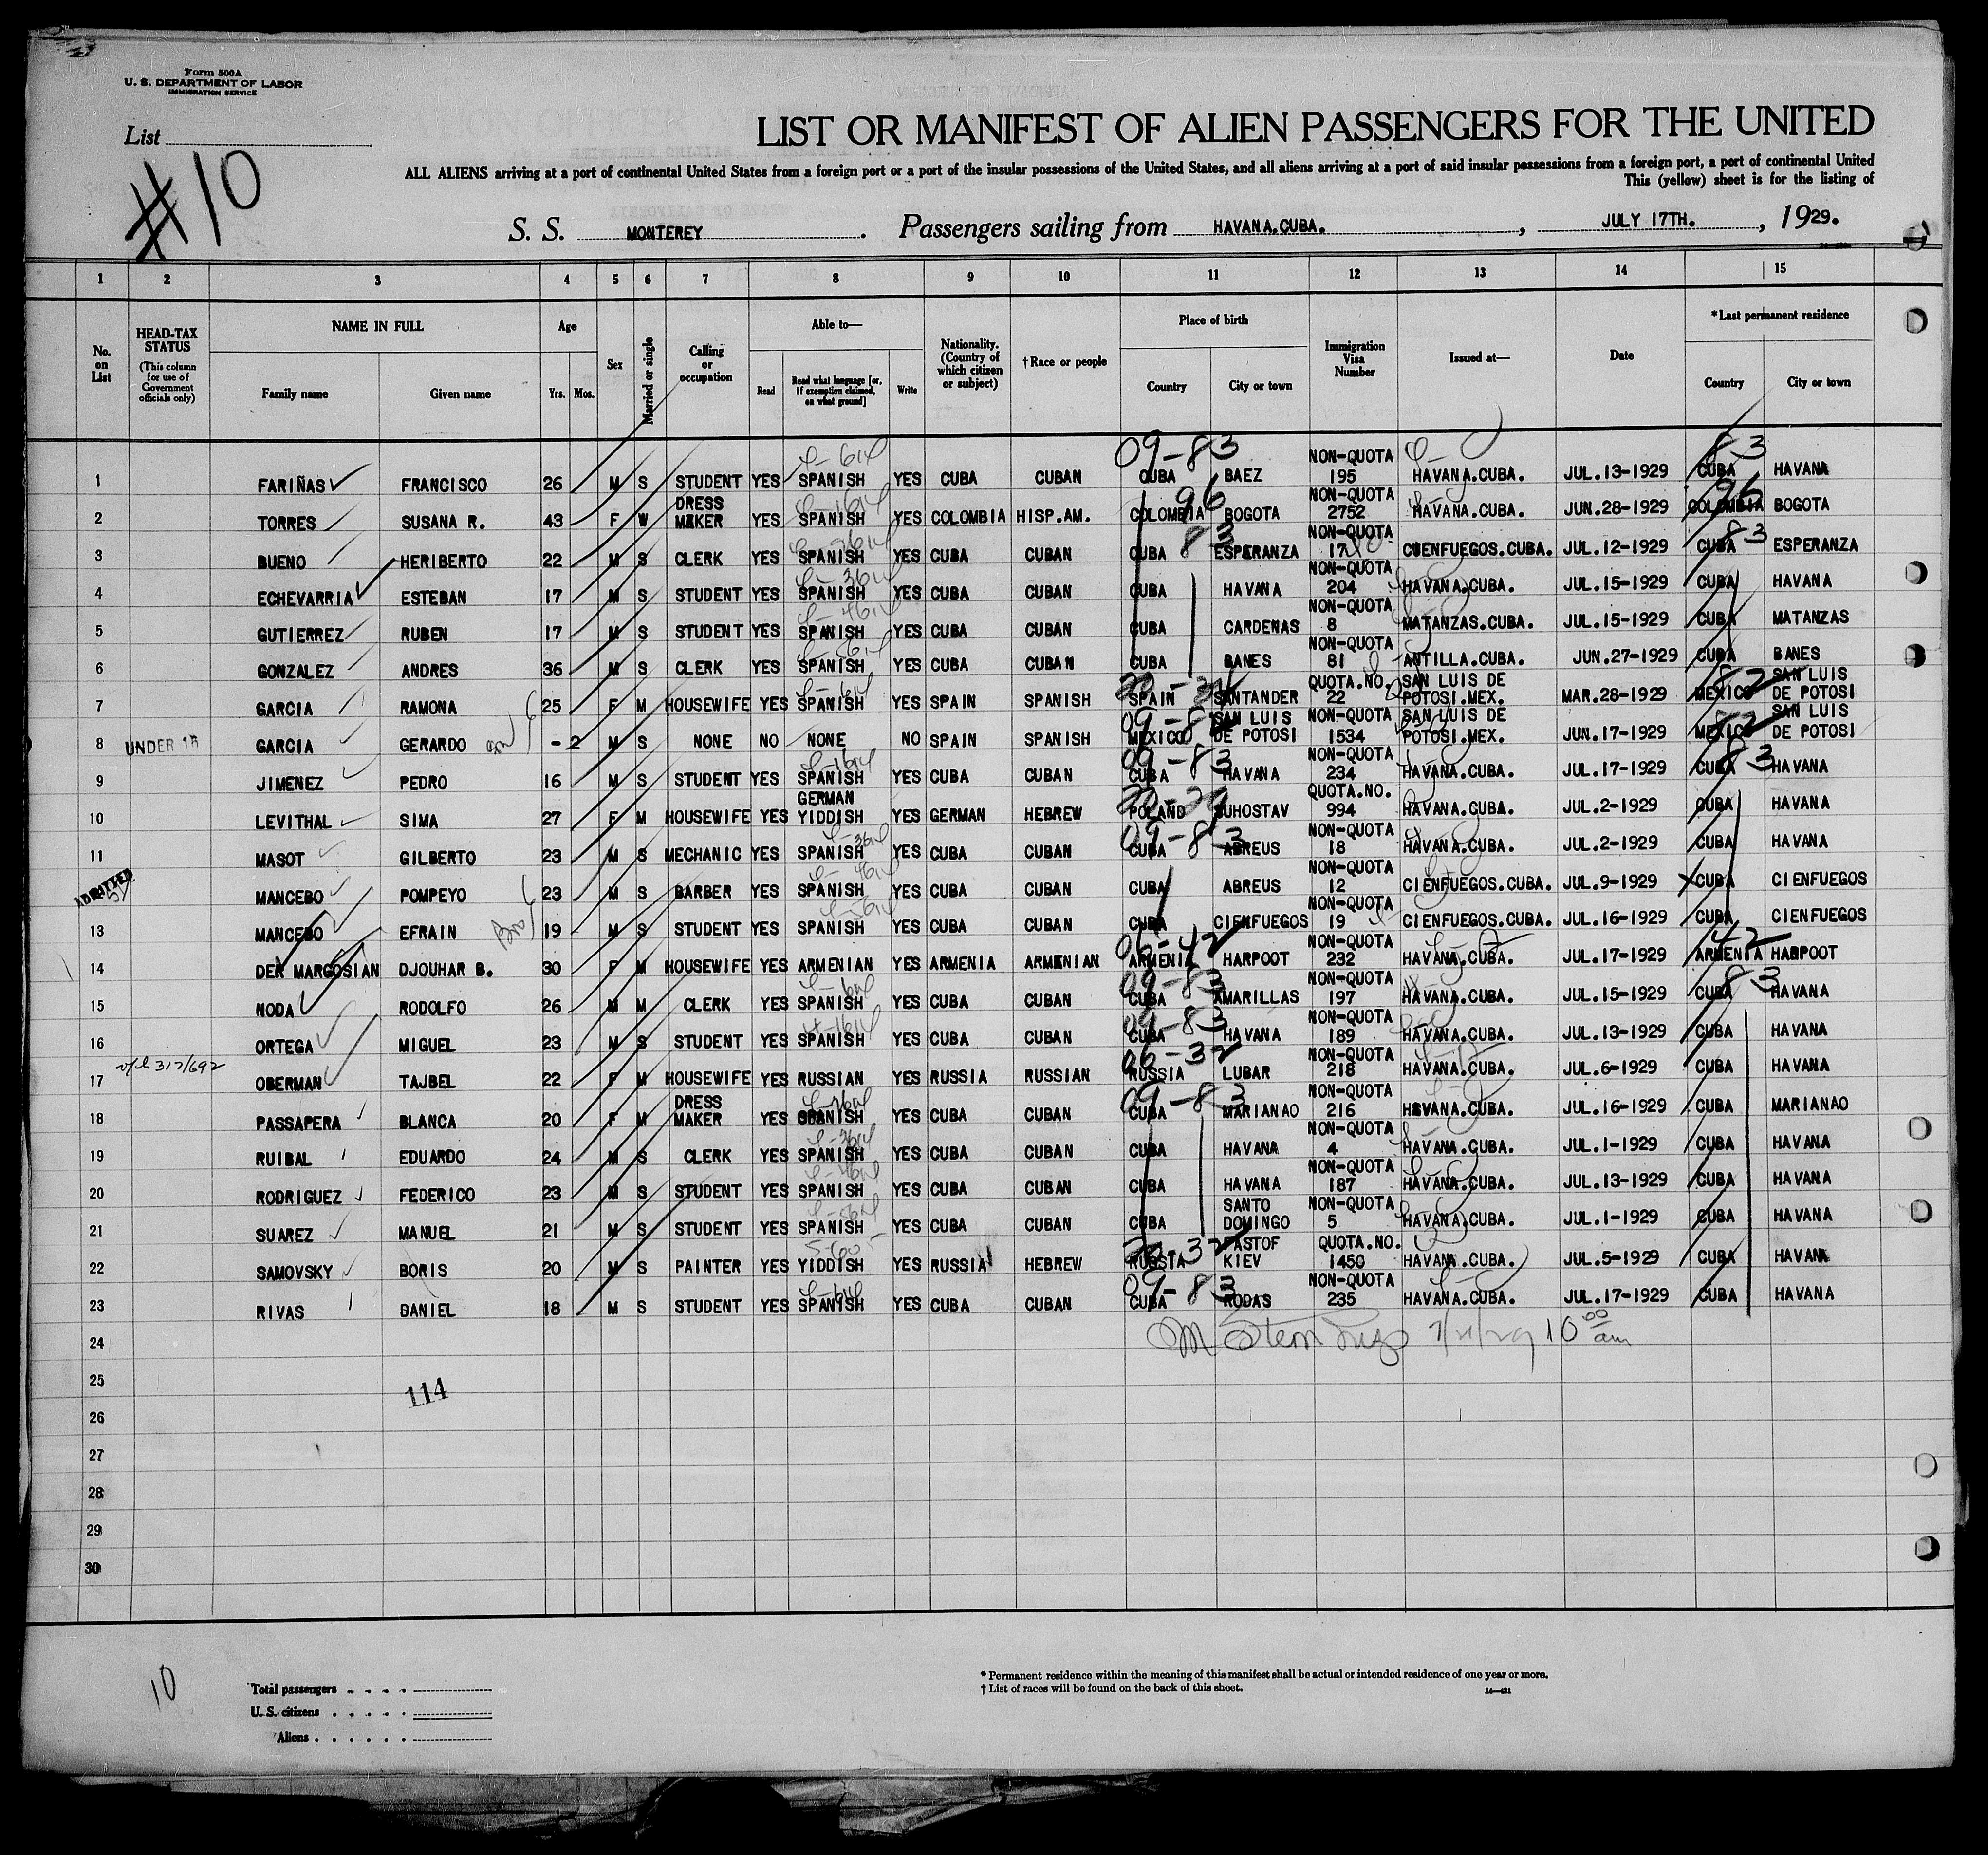 Form 500A
U. S. DEPARTMENT OF LABOR
IMMIGRATION SERVICE
List
#10
LIST OR MANIFEST OF ALIEN PASSENGERS FOR THE UNITED
ALL ALIENS arriving at a port of continental United States from a foreign port or a port of the insular possessions of the United States, and all aliens arriving at a port of said insular possessions from a foreign port, a port of continental United
This (yellow) sheet is for the listing of
S. S. MONTEREY. Passengers sailing from HAVANA.CUBA., JULY 17TH., 1929.
1 2 3 4 5 6 7 8 9 10 11 12 13 14 15
No. on List
HEAD-TAX STATUS (This column for use of Government officials only)
NAME IN FULL Family name Given name
Age Yrs. Mos.
Sex
Married or single
Calling or occupation
Able to— Read Read what language [or, if exemption claimed, on what ground] Write
Nationality. (Country of which citizen or subject)
†Race or people
Place of birth Country City or town
Immigration Visa Number
Issued at—
Date
*Last permanent residence Country City or town
1 FARIÑAS FRANCISCO 26 M S STUDENT YES SPANISH YES CUBA CUBAN CUBA BAEZ NON-QUOTA 195 HAVANA.CUBA. JUL.13-1929 CUBA HAVANA
2 TORRES SUSANA R. 43 F W DRESS MAKER YES SPANISH YES COLOMBIA HISP.AM. COLOMBIA BOGOTA NON-QUOTA 2752 HAVANA.CUBA. JUN.28-1929 COLOMBIA BOGOTA
3 BUENO HERIBERTO 22 M S CLERK YES SPANISH YES CUBA CUBAN CUBA ESPERANZA NON-QUOTA 17 CIENFUEGOS.CUBA. JUL.12-1929 CUBA ESPERANZA
4 ECHEVARRIA ESTEBAN 17 M S STUDENT YES SPANISH YES CUBA CUBAN CUBA HAVANA NON-QUOTA 204 HAVANA.CUBA. JUL.15-1929 CUBA HAVANA
5 GUTIERREZ RUBEN 17 M S STUDENT YES SPANISH YES CUBA CUBAN CUBA CARDENAS NON-QUOTA 8 MATANZAS.CUBA. JUL.15-1929 CUBA MATANZAS
6 GONZALEZ ANDRES 36 M S CLERK YES SPANISH YES CUBA CUBAN CUBA BANES NON-QUOTA 81 ANTILLA.CUBA. JUN.27-1929 CUBA BANES
7 GARCIA RAMONA 25 F M HOUSEWIFE YES SPANISH YES SPAIN SPANISH SPAIN SANTANDER QUOTA.NO. 22 SAN LUIS DE POTOSI.MEX. MAR.28-1929 MEXICO SAN LUIS DE POTOSI
8 UNDER 16 GARCIA GERARDO - 2 M S NONE NO NONE NO SPAIN SPANISH MEXICO SAN LUIS DE POTOSI NON-QUOTA 1534 SAN LUIS DE POTOSI.MEX. JUN.17-1929 MEXICO SAN LUIS DE POTOSI
9 JIMENEZ PEDRO 16 M S STUDENT YES SPANISH YES CUBA CUBAN CUBA HAVANA NON-QUOTA 234 HAVANA.CUBA. JUL.17-1929 CUBA HAVANA
10 LEVITHAL SIMA 27 F M HOUSEWIFE YES GERMAN YIDDISH YES GERMAN HEBREW POLAND SUHOSTAV QUOTA.NO. 994 HAVANA.CUBA. JUL.2-1929 CUBA HAVANA
11 MASOT GILBERTO 23 M S MECHANIC YES SPANISH YES CUBA CUBAN CUBA ABREUS NON-QUOTA 18 HAVANA.CUBA. JUL.2-1929 CUBA HAVANA
ADMITTED MANCEBO POMPEYO 23 M S BARBER YES SPANISH YES CUBA CUBAN CUBA ABREUS NON-QUOTA 12 CIENFUEGOS.CUBA. JUL.9-1929 CUBA CIENFUEGOS
13 MANCEBO EFRAIN Bro 19 M S STUDENT YES SPANISH YES CUBA CUBAN CUBA CIENFUEGOS NON-QUOTA 19 CIENFUEGOS.CUBA. JUL.16-1929 CUBA CIENFUEGOS
14 DER MARGOSIAN DJOUHAR B. 30 F M HOUSEWIFE YES ARMENIAN YES ARMENIA ARMENIAN ARMENIA HARPOOT NON-QUOTA 232 HAVANA.CUBA. JUL.17-1929 ARMENIA HARPOOT
15 NODA RODOLFO 26 M M CLERK YES SPANISH YES CUBA CUBAN CUBA AMARILLAS NON-QUOTA 197 HAVANA.CUBA. JUL.15-1929 CUBA HAVANA
16 ORTEGA MIGUEL 23 M S STUDENT YES SPANISH YES CUBA CUBAN CUBA HAVANA NON-QUOTA 189 HAVANA.CUBA. JUL.13-1929 CUBA HAVANA
17 317/692 OBERMAN TAJBEL 22 F M HOUSEWIFE YES RUSSIAN YES RUSSIA RUSSIAN RUSSIA LUBAR NON-QUOTA 218 HAVANA.CUBA. JUL.6-1929 CUBA HAVANA
18 PASSAPERA BLANCA 20 F M DRESS MAKER YES SPANISH YES CUBA CUBAN CUBA MARIANAO NON-QUOTA 216 HAVANA.CUBA. JUL.16-1929 CUBA MARIANAO
19 RUIBAL EDUARDO 24 M S CLERK YES SPANISH YES CUBA CUBAN CUBA HAVANA NON-QUOTA 4 HAVANA.CUBA. JUL.1-1929 CUBA HAVANA
20 RODRIGUEZ FEDERICO 23 M S STUDENT YES SPANISH YES CUBA CUBAN CUBA HAVANA NON-QUOTA 187 HAVANA.CUBA. JUL.13-1929 CUBA HAVANA
21 SUAREZ MANUEL 21 M S STUDENT YES SPANISH YES CUBA CUBAN CUBA SANTO DOMINGO NON-QUOTA 5 HAVANA.CUBA. JUL.1-1929 CUBA HAVANA
22 SAMOVSKY BORIS 20 M S PAINTER YES YIDDISH YES RUSSIA HEBREW RUSSIA FASTOF KIEV QUOTA.NO. 1450 HAVANA.CUBA. JUL.5-1929 CUBA HAVANA
23 RIVAS DANIEL 18 M S STUDENT YES SPANISH YES CUBA CUBAN CUBA RODAS NON-QUOTA 235 HAVANA.CUBA. JUL.17-1929 CUBA HAVANA
24
25
114
26
27
28
29
30
10
Total passengers
U. S. citizens
Aliens
* Permanent residence within the meaning of this manifest shall be actual or intended residence of one year or more.
† List of races will be found on the back of this sheet.
14—431